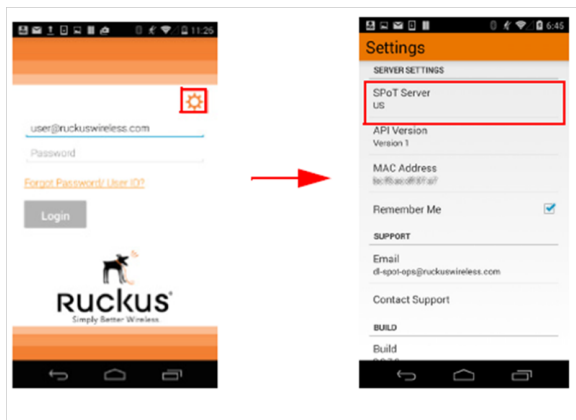 11:26
user@ruckuswireless.com
Password
Forgot Password/ User ID?
Login
Ruckus
Simply Better Wireless.
6:45
Settings
SERVER SETTINGS
SPoT Server
US
API Version
Version 1
MAC Address
Remember Me
SUPPORT
Email
dl-spot-ops@ruckuswireless.com
Contact Support
BUILD
Build